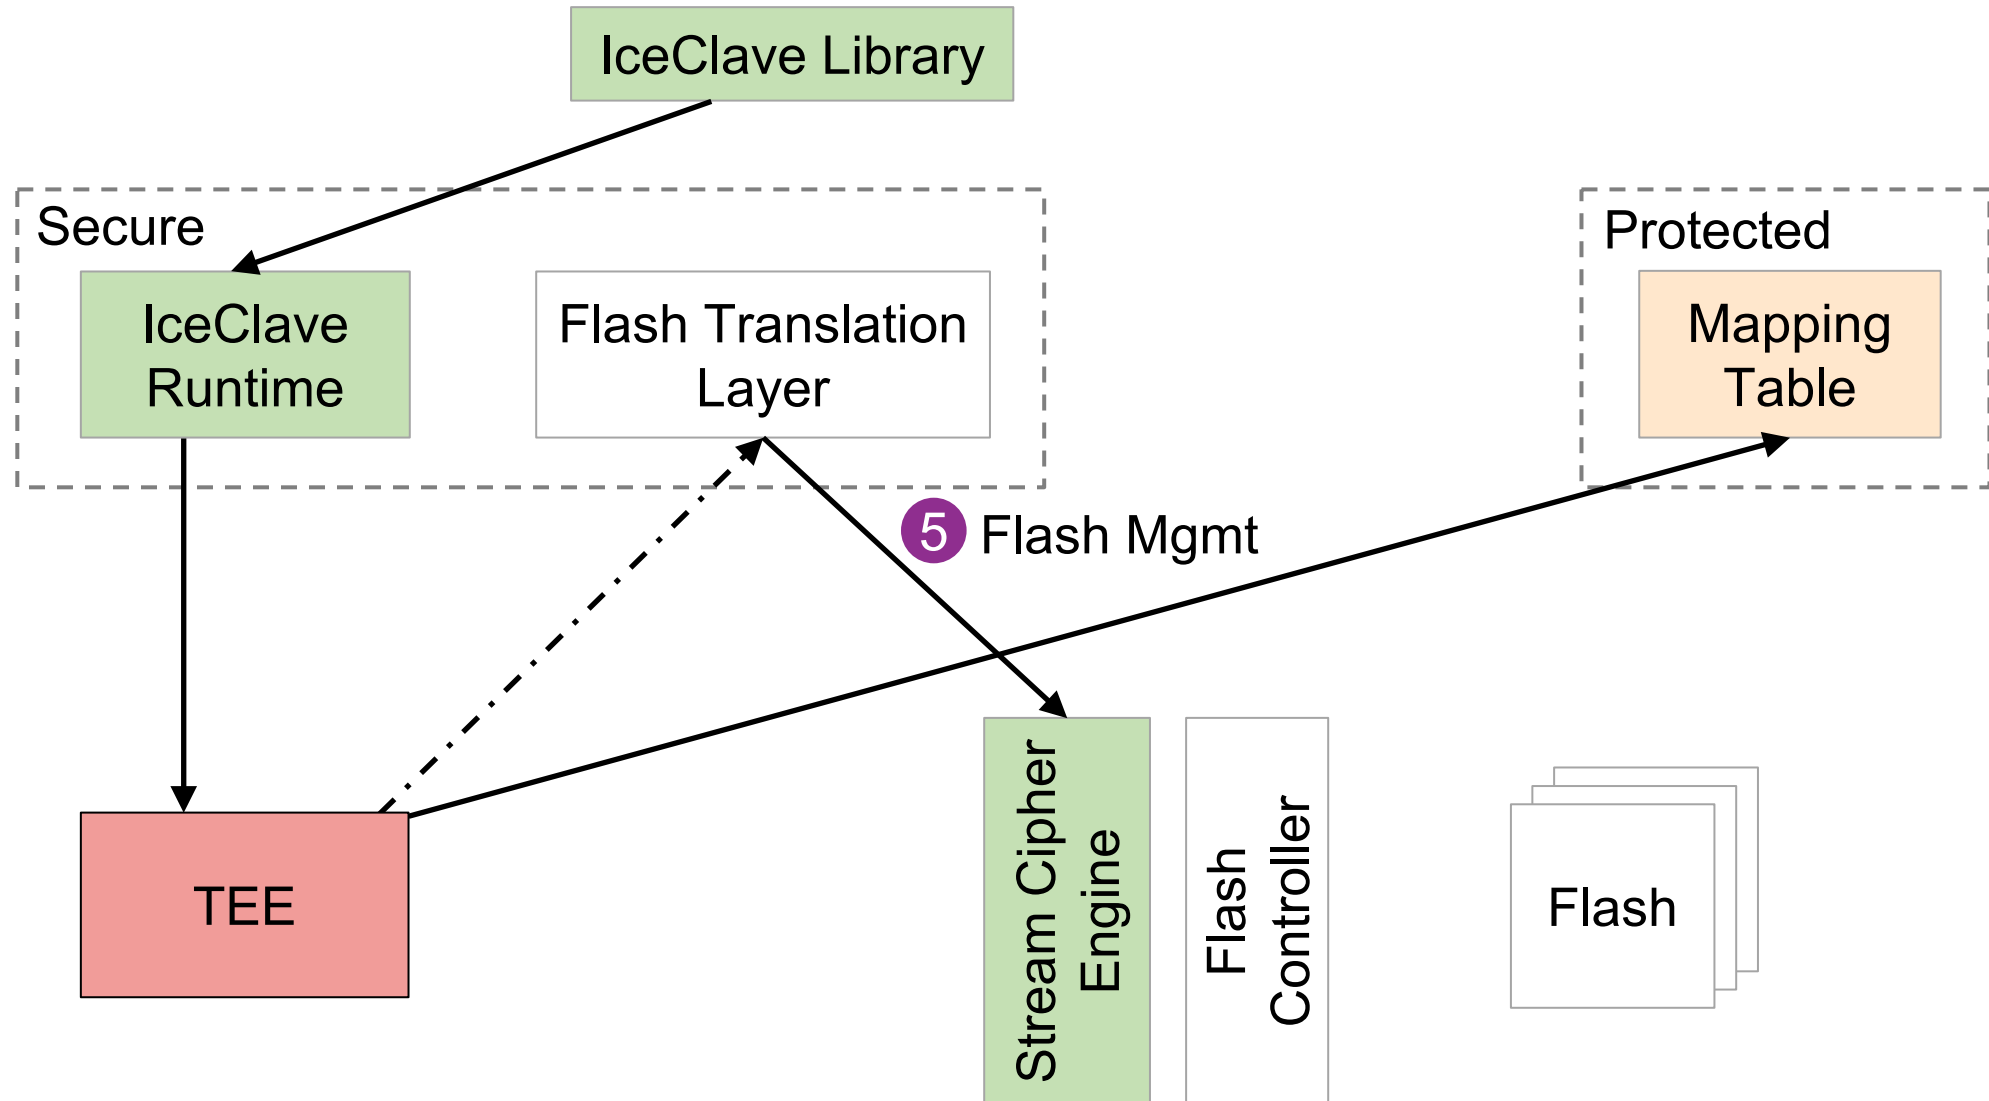 IceClave Library
Secure
Protected
IceClave
Runtime
Flash Translation
Layer
Mapping
Table
5 Flash Mgmt
TEE
Stream Cipher
Engine
Flash
Controller
Flash